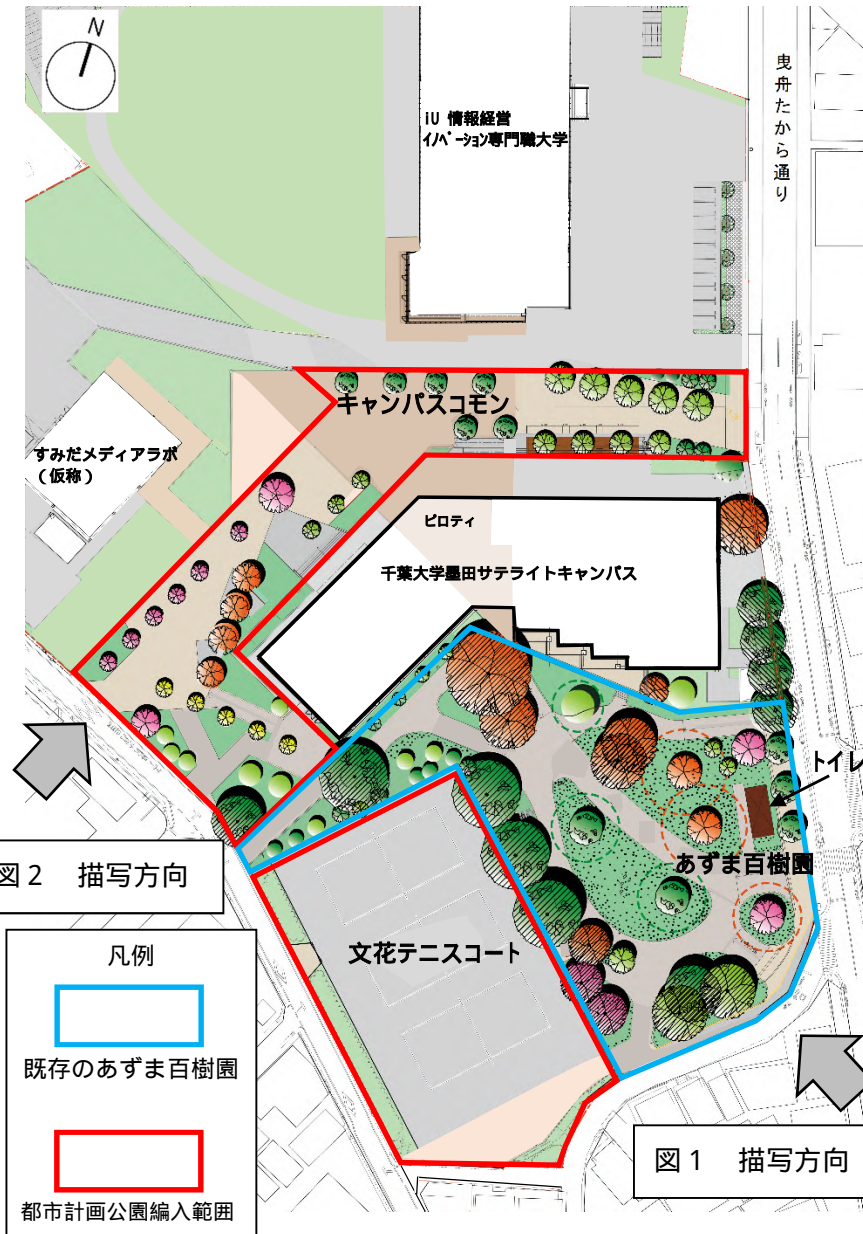 N
iU 情報経営
イノベーション専門職大学
曳舟たから通り
キャンパスコモン
すみだメディアラボ
(仮称)
ピロティ
千葉大学墨田サテライトキャンパス
トイレ
あずま百樹園
図2 描写方向
文花テニスコート
凡例
既存のあずま百樹園
都市計画公園編入範囲
図1 描写方向